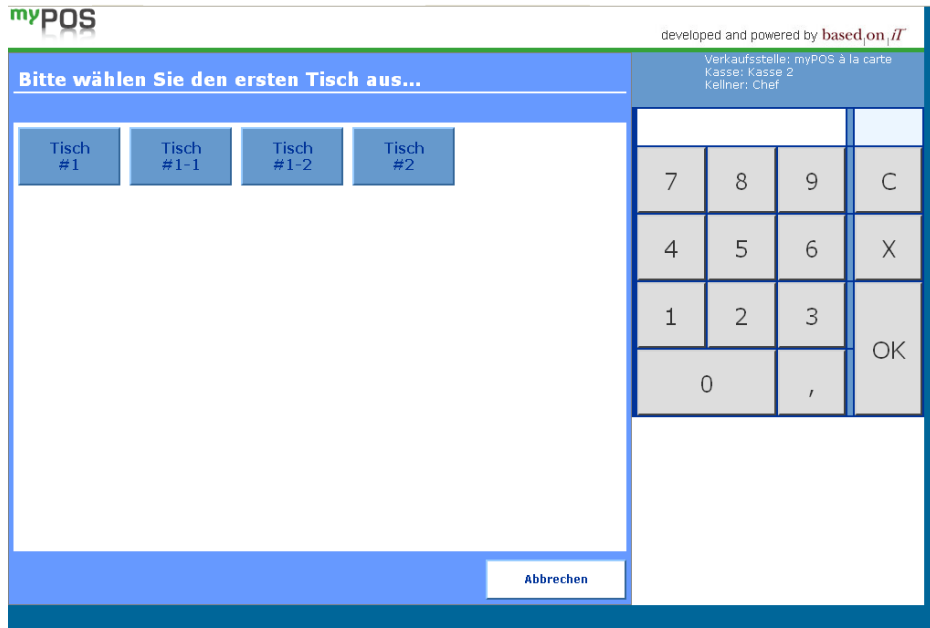 myPOS
developed and powered by based|on|iT
Bitte wählen Sie den ersten Tisch aus...
Verkaufsstelle: myPOS à la carte
Kasse: Kasse 2
Kellner: Chef
Tisch
#1
Tisch
#1-1
Tisch
#1-2
Tisch
#2
7 8 9 C
4 5 6 X
1 2 3
OK
0 ,
Abbrechen